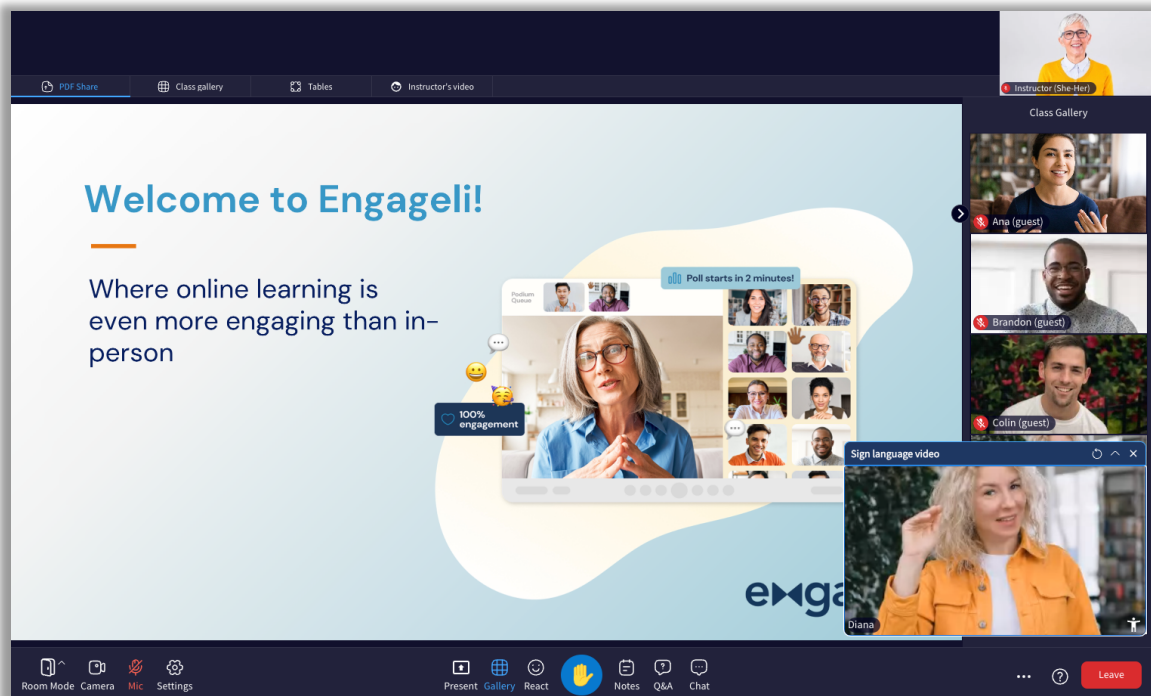 PDF Share
Class gallery
Tables
Instructor's video
Instructor (She-Her)
Class Gallery
Welcome to Engageli!
Where online learning is
even more engaging than in-
person
Podium
Queue
Poll starts in 2 minutes!
100%
engagement
Ana (guest)
Brandon (guest)
Colin (guest)
Sign language video
Diana
Room Mode
Camera
Mic
Settings
Present
Gallery
React
Notes
Q&A
Chat
Leave